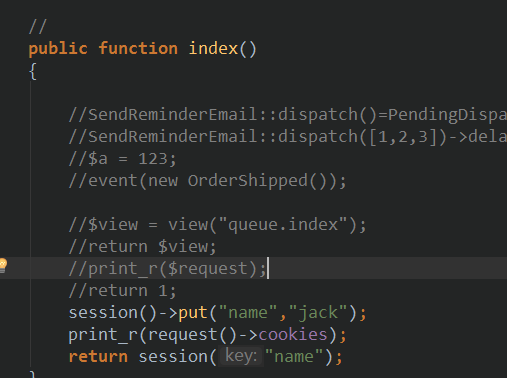 //
public function index()
{
//SendReminderEmail::dispatch()=PendingDispa
//SendReminderEmail::dispatch([1,2,3])->dela
//$a = 123;
//event(new OrderShipped());
//$view = view("queue.index");
//return $view;
//print_r($request);
//return 1;
session()->put("name","jack");
print_r(request()->cookies);
return session( key: "name");
}